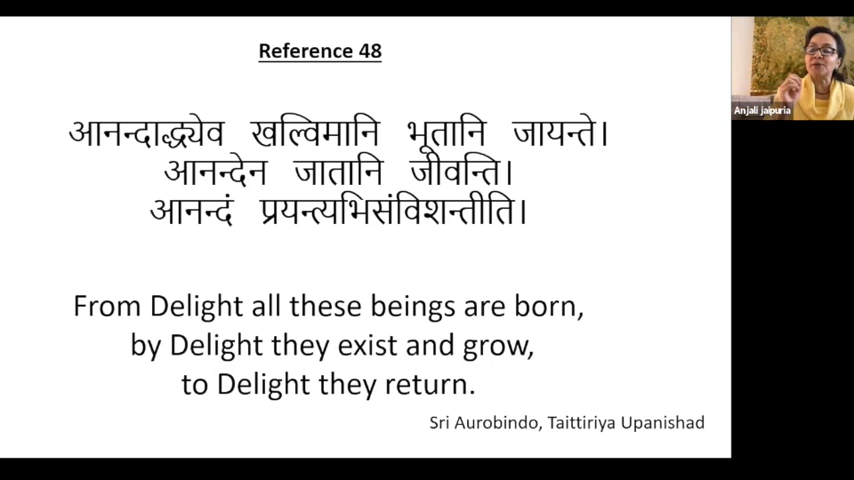 Reference 48
आनन्दाद्ध्येव खल्विमानि भूतानि जायन्ते।
आनन्देन जातानि जीवन्ति।
आनन्दं प्रयन्त्यभिसंविशन्तीति।
From Delight all these beings are born,
by Delight they exist and grow,
to Delight they return.
Sri Aurobindo, Taittiriya Upanishad
Anjali jaipuria